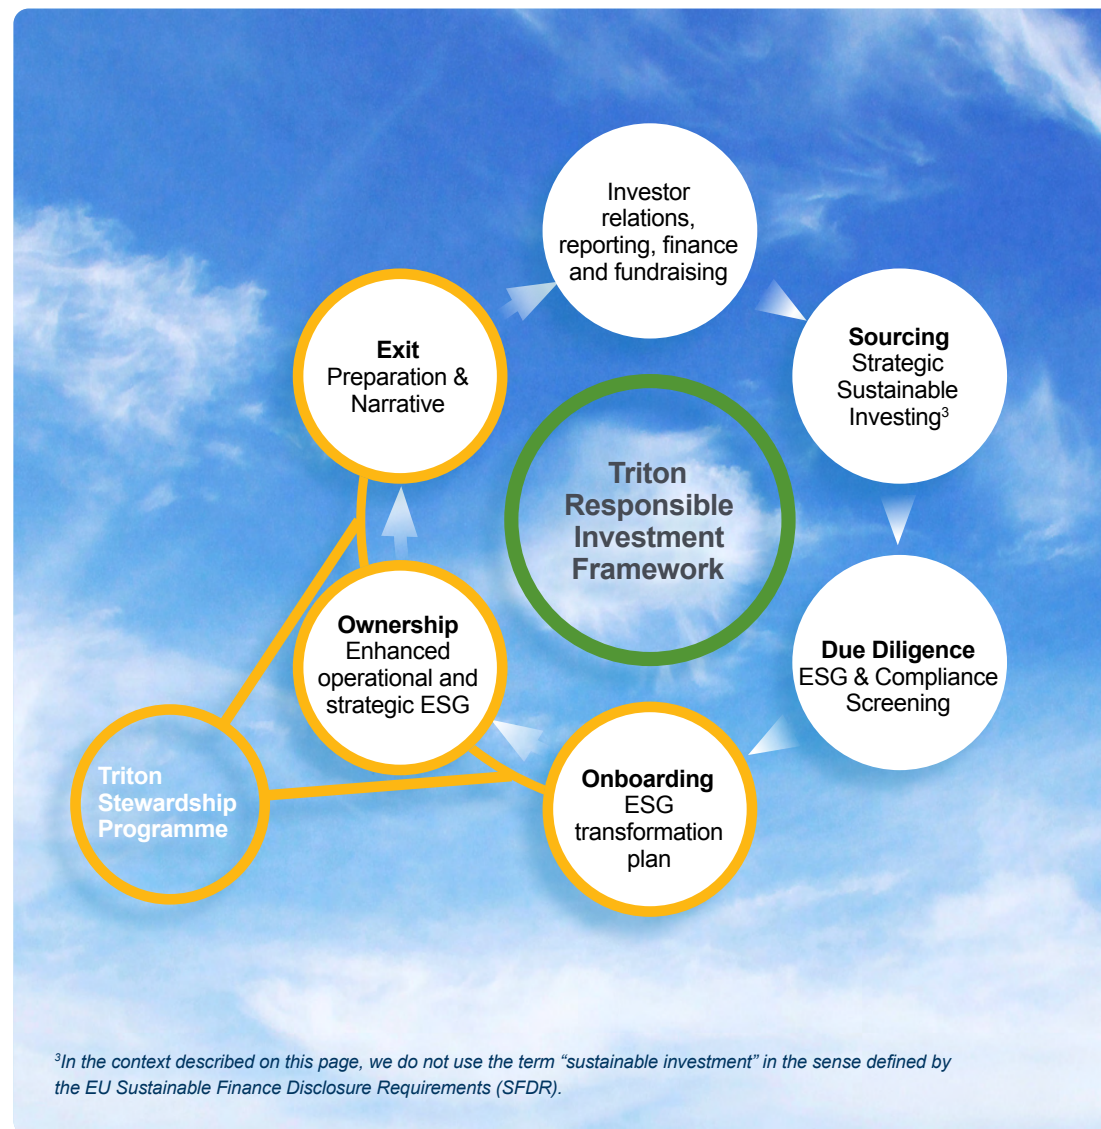 Investor
relations,
reporting, finance
and fundraising
Exit
Preparation &
Narrative
Sourcing
Strategic
Sustainable
Investing³
Triton
Responsible
Investment
Framework
Ownership
Enhanced
operational and
strategic ESG
Due Diligence
ESG & Compliance
Screening
Triton
Stewardship
Programme
Onboarding
ESG
transformation
plan
³In the context described on this page, we do not use the term “sustainable investment” in the sense defined by
the EU Sustainable Finance Disclosure Requirements (SFDR).